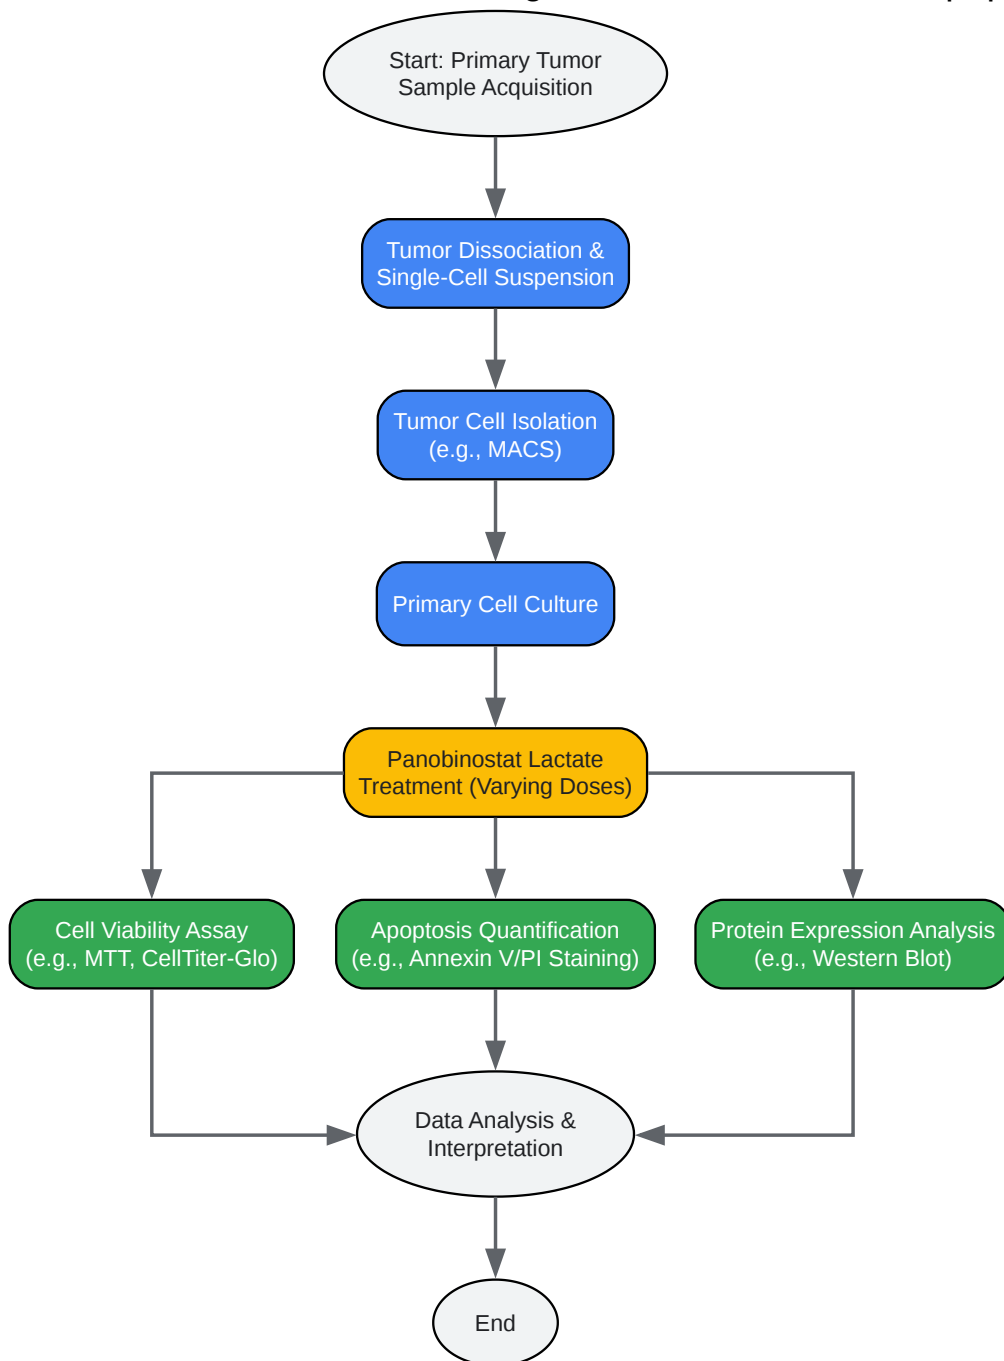 Start: Primary Tumor
Sample Acquisition
Tumor Dissociation &
Single-Cell Suspension
Tumor Cell Isolation
(e.g., MACS)
Primary Cell Culture
Panobinostat Lactate
Treatment (Varying Doses)
Cell Viability Assay
(e.g., MTT, CellTiter-Glo)
Apoptosis Quantification
(e.g., Annexin V/PI Staining)
Protein Expression Analysis
(e.g., Western Blot)
Data Analysis &
Interpretation
End